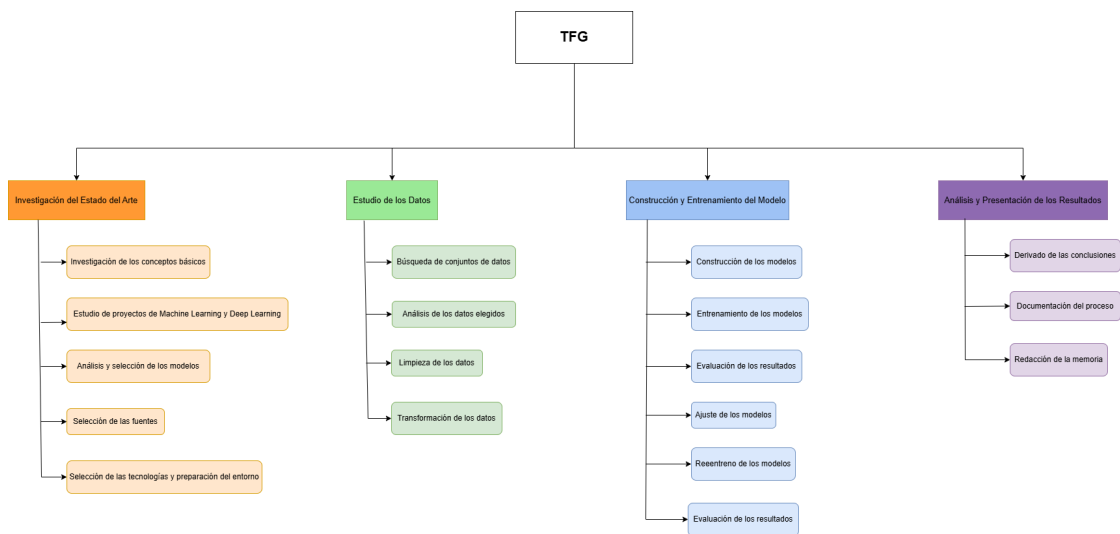 TFG
Investigación del Estado del Arte
Investigación de los conceptos básicos
Estudio de proyectos de Machine Learning y Deep Learning
Análisis y selección de los modelos
Selección de las fuentes
Selección de las tecnologías y preparación del entorno
Estudio de los Datos
Búsqueda de conjuntos de datos
Análisis de los datos elegidos
Limpieza de los datos
Transformación de los datos
Construcción y Entrenamiento del Modelo
Construcción de los modelos
Entrenamiento de los modelos
Evaluación de los resultados
Ajuste de los modelos
Reeentreno de los modelos
Evaluación de los resultados
Análisis y Presentación de los Resultados
Derivado de las conclusiones
Documentación del proceso
Redacción de la memoria